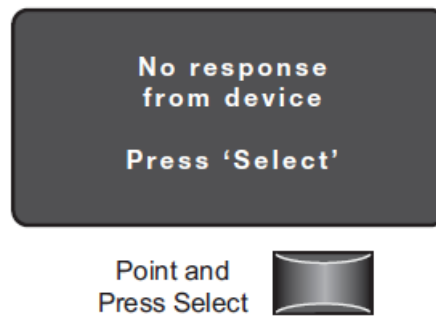 No response
from device
Press ‘Select’
Point and
Press Select